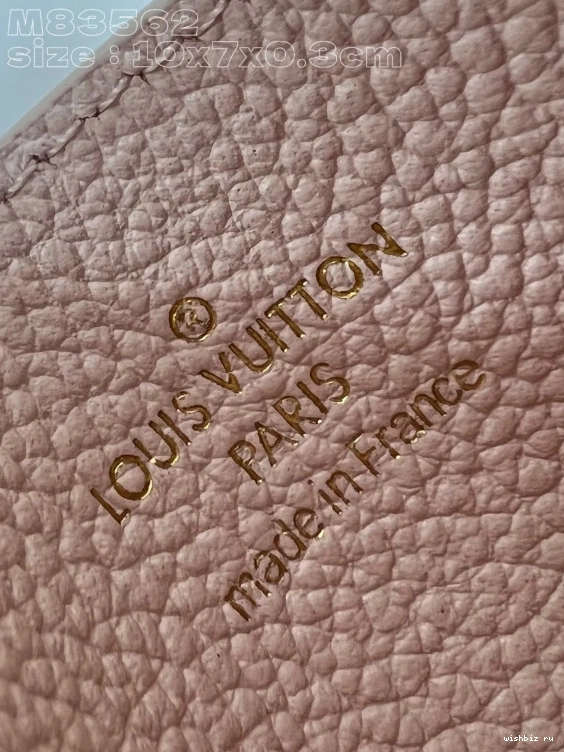 M83562
size : 10x7x0.3cm
®
LOUIS VUITTON
PARIS
made in France
wishbiz ru